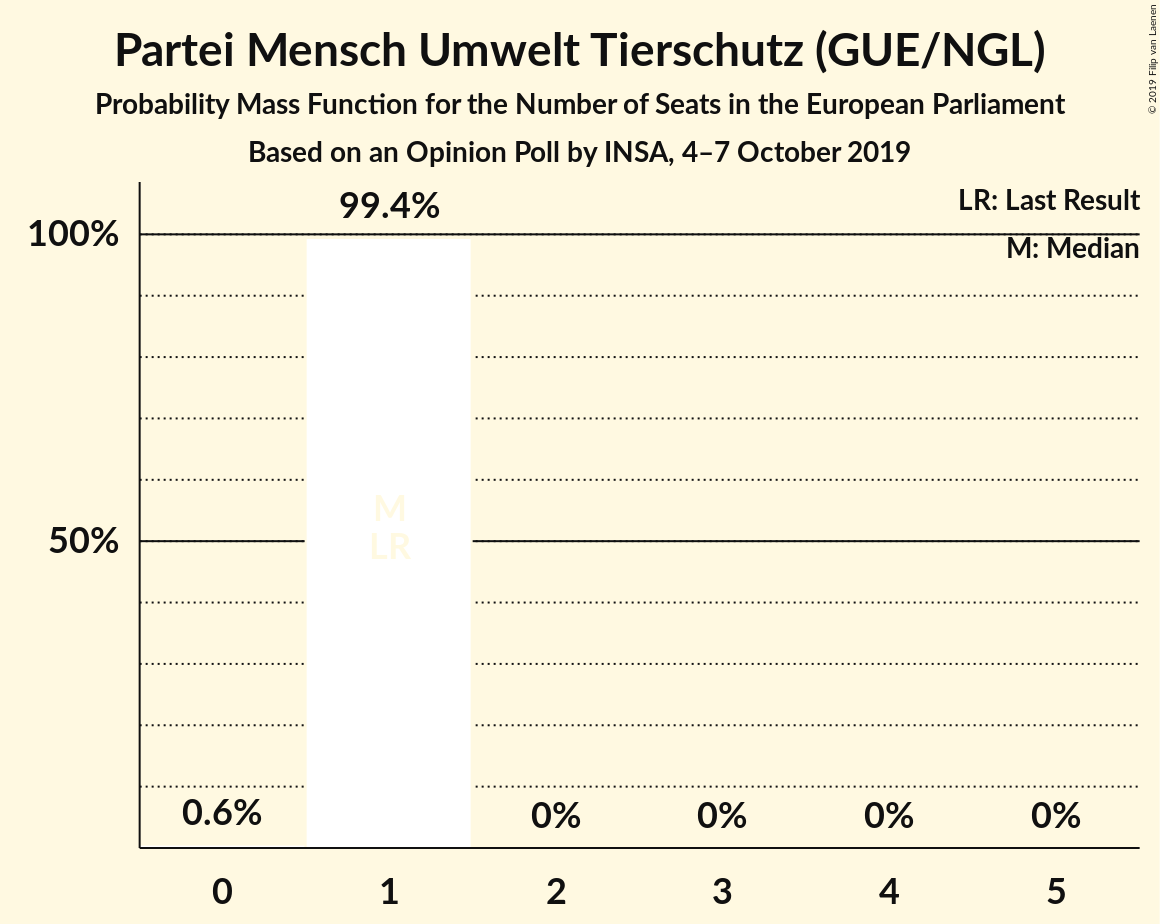 Partei Mensch Umwelt Tierschutz (GUE/NGL)
Probability Mass Function for the Number of Seats in the European Parliament
Based on an Opinion Poll by INSA, 4–7 October 2019
© 2019 Filip van Laenen
LR: Last Result
M: Median
99.4%
100%
M
LR
50%
0.6% 0% 0% 0% 0%
0 1 2 3 4 5